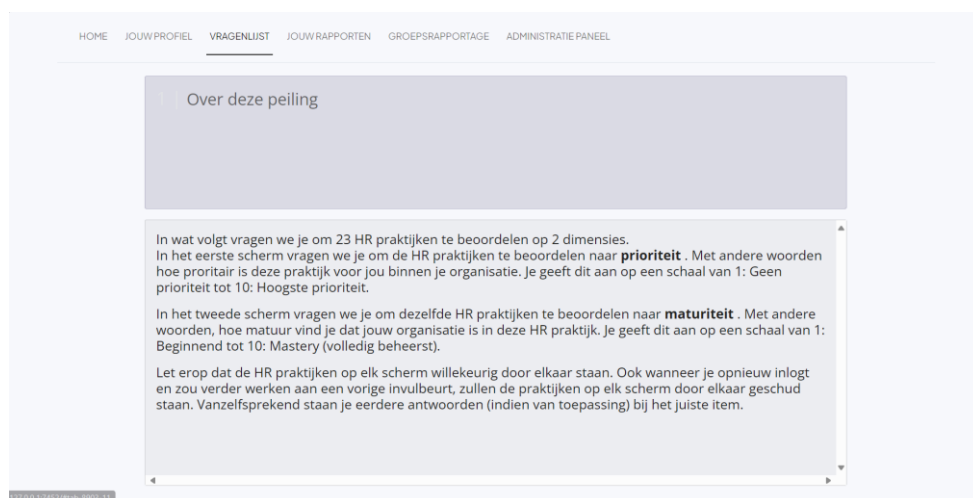 HOME JOUW PROFIEL VRAGENLIJST JOUW RAPPORTEN GROEPSRAPPORTAGE ADMINISTRATIE PANEEL
1 | Over deze peiling
In wat volgt vragen we je om 23 HR praktijken te beoordelen op 2 dimensies.
In het eerste scherm vragen we je om de HR praktijken te beoordelen naar prioriteit . Met andere woorden
hoe proritair is deze praktijk voor jou binnen je organisatie. Je geeft dit aan op een schaal van 1: Geen
prioriteit tot 10: Hoogste prioriteit.
In het tweede scherm vragen we je om dezelfde HR praktijken te beoordelen naar maturiteit . Met andere
woorden, hoe matuur vind je dat jouw organisatie is in deze HR praktijk. Je geeft dit aan op een schaal van 1:
Beginnend tot 10: Mastery (volledig beheerst).
Let erop dat de HR praktijken op elk scherm willekeurig door elkaar staan. Ook wanneer je opnieuw inlogt
en zou verder werken aan een vorige invulbeurt, zullen de praktijken op elk scherm door elkaar geschud
staan. Vanzelfsprekend staan je eerdere antwoorden (indien van toepassing) bij het juiste item.